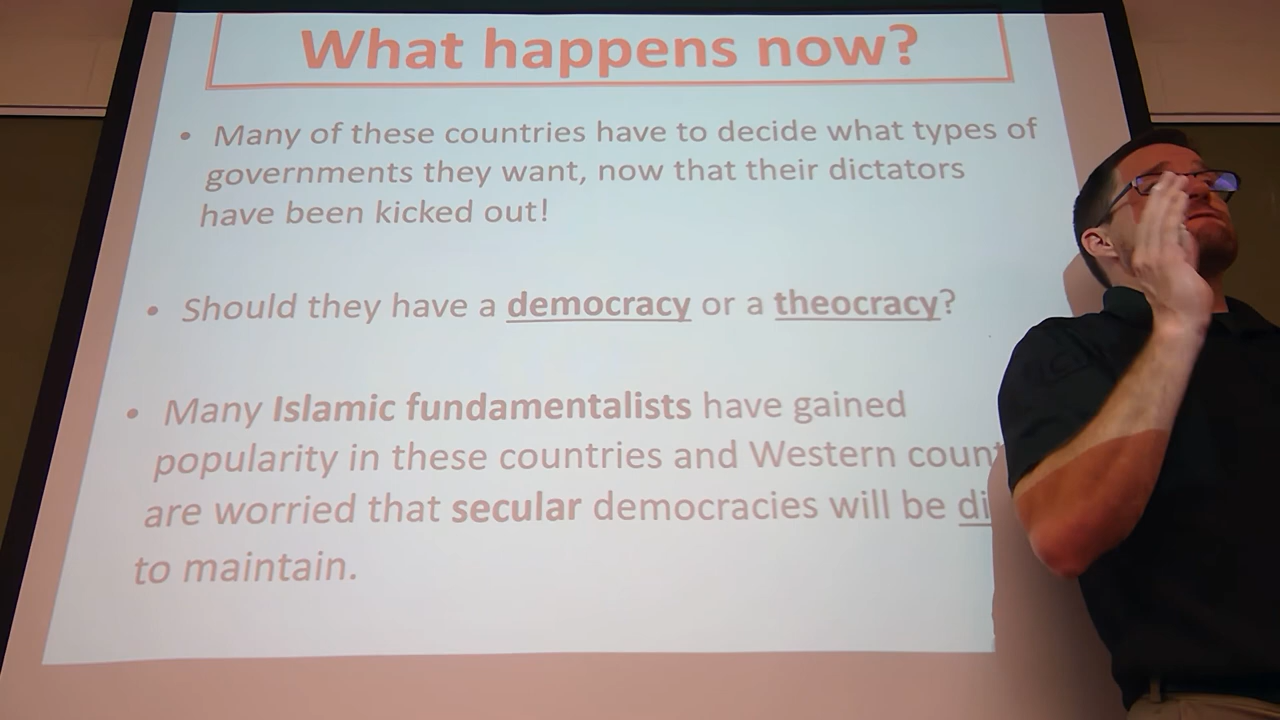 What happens now?
• Many of these countries have to decide what types of
governments they want, now that their dictators
have been kicked out!
• Should they have a democracy or a theocracy?
• Many Islamic fundamentalists have gained
popularity in these countries and Western
are worried that secular democracies will be
to maintain.